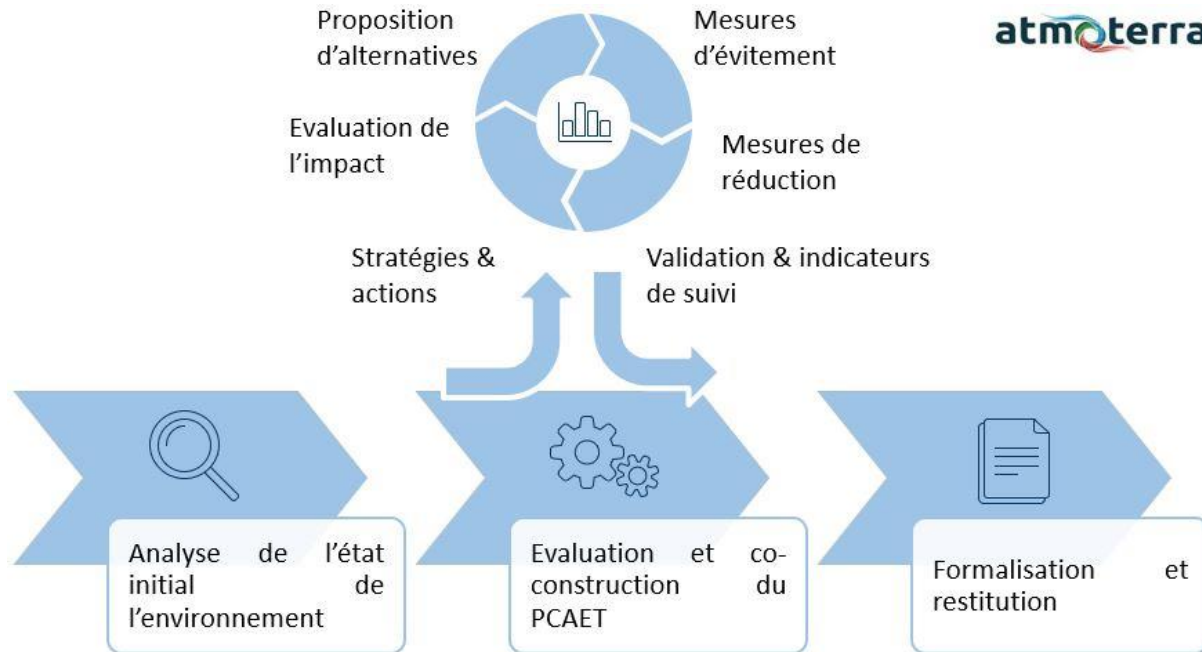 Proposition
d'alternatives
Mesures
d'évitement
atmoterra
Evaluation de
l'impact
Mesures de
réduction
Stratégies &
actions
Validation & indicateurs
de suivi
Analyse de l'état
initial de
l'environnement
Evaluation et co-
construction du
PCAET
Formalisation et
restitution